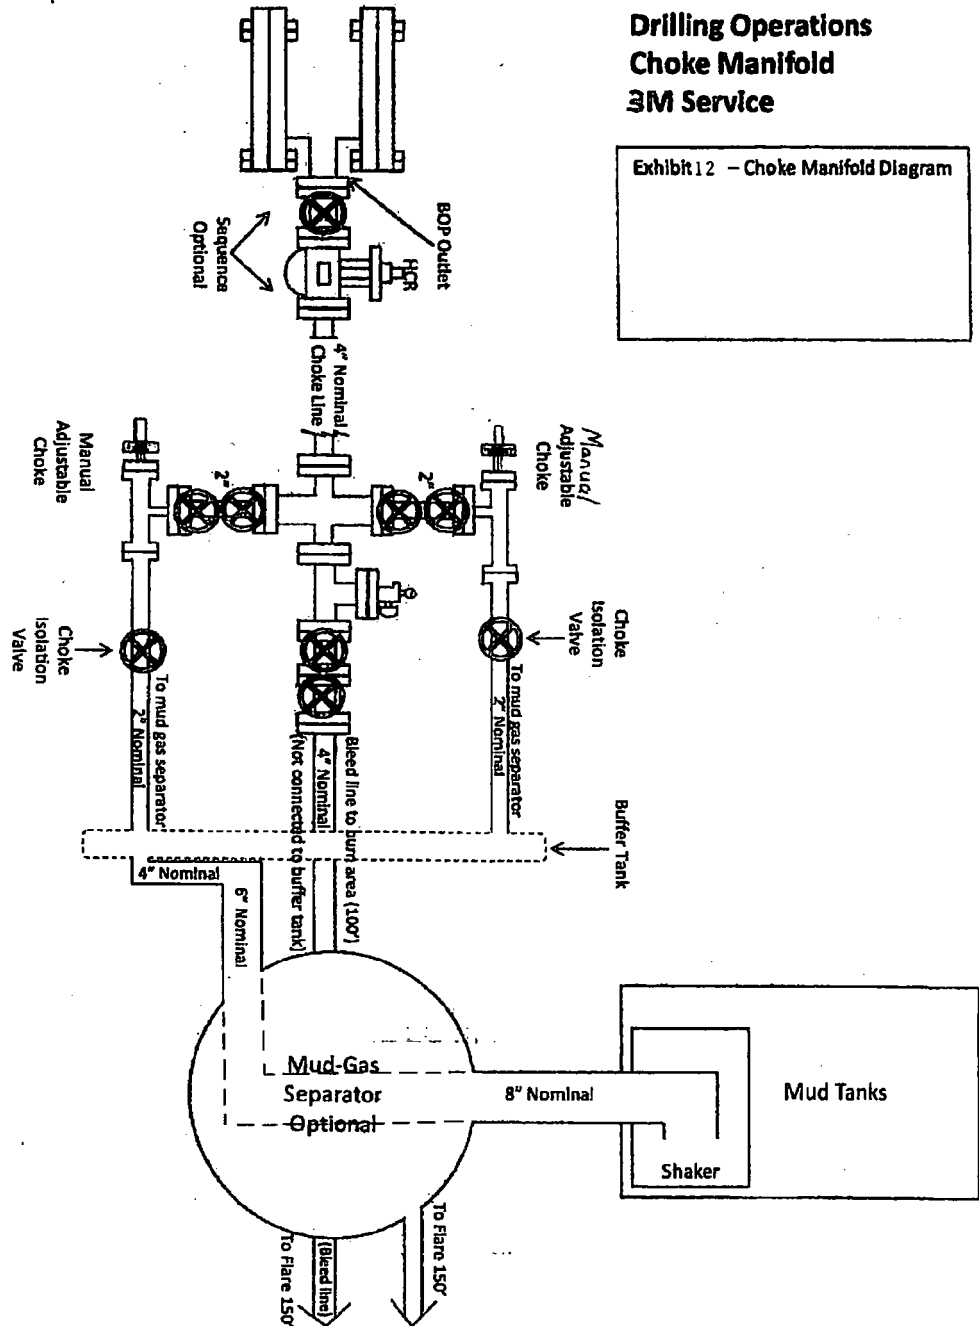 Drilling Operations
Choke Manifold
3M Service
Exhibit 12 – Choke Manifold Diagram
BOP Outlet
HCR
Sequence
Optional
4" Nominal
Choke Line
Manual
Adjustable
Choke
2"
2"
Manual
Adjustable
Choke
Choke
Isolation
Valve
Choke
Isolation
Valve
To mud gas separator
2" Nominal
To mud gas separator
2" Nominal
Bleed line to burn area (100')
4" Nominal
(Not connected to buffer tank)
Buffer Tank
4" Nominal
6" Nominal
Mud-Gas
Separator
Optional
8" Nominal
Mud Tanks
Shaker
To Flare 150'
(Bleed line)
To Flare 150'